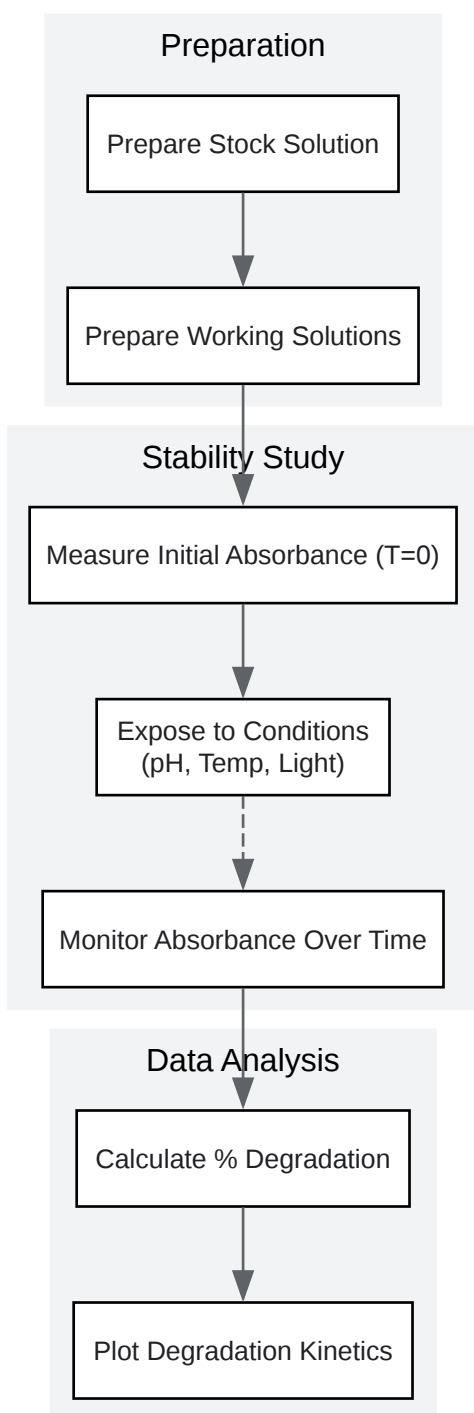 Preparation
Prepare Stock Solution
Prepare Working Solutions
Stability Study
Measure Initial Absorbance (T=0)
Expose to Conditions
(pH, Temp, Light)
Monitor Absorbance Over Time
Data Analysis
Calculate % Degradation
Plot Degradation Kinetics